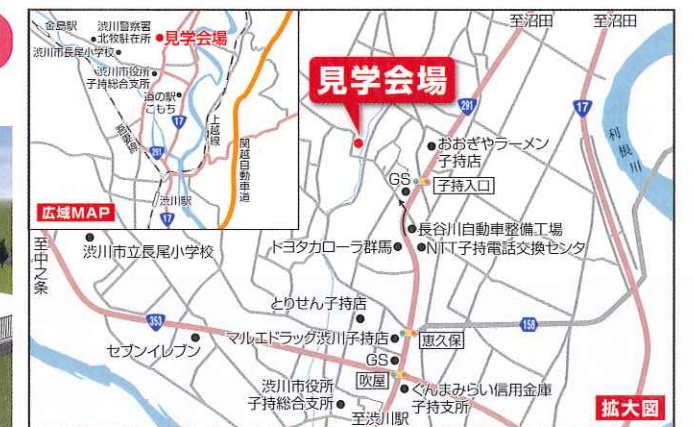 金島駅
渋川警察署
北牧駐在所
見学会場
渋川市長尾小学校
渋川市役所
子持総合支所
道の駅
こもち
17
291
吾妻線
上越線
関越自動車道
渋川駅
17
広域MAP
至沼田
至沼田
見学会場
291
17
利根川
おおぎやラーメン
子持店
GS
子持入口
長谷川自動車整備工場
トヨタカローラ群馬
NTT子持電話交換センタ
至中之条
渋川市立長尾小学校
とりせん子持店
353
158
マルエドラッグ渋川子持店
恵久保
セブンイレブン
GS
吹屋
渋川市役所
子持総合支所
ぐんまみらい信用金庫
子持支所
至渋川駅
拡大図